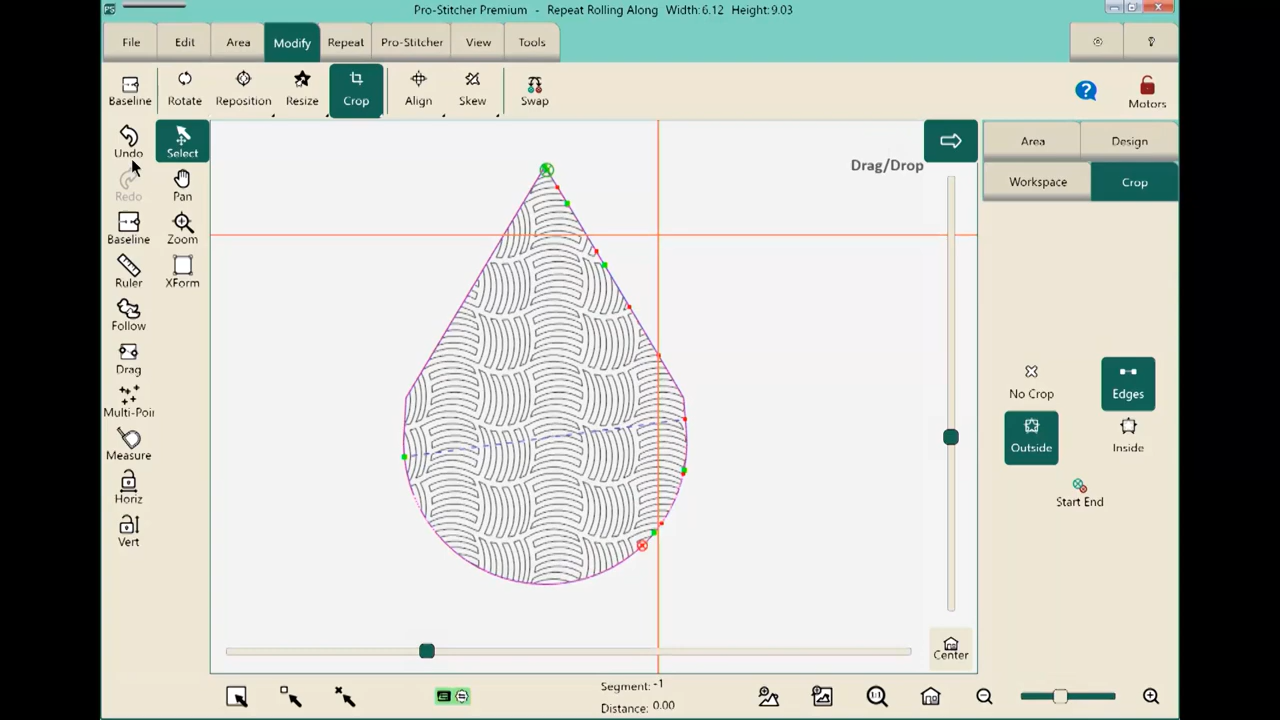 Pro-Stitcher Premium - Repeat Rolling Along Width:6.12 Height:9.03
File Edit Area Modify Repeat Pro-Stitcher View Tools
Baseline Rotate Reposition Resize Crop Align Skew Swap Motors
Undo Select
Redo Pan
Baseline Zoom
Ruler XForm
Follow
Drag
Multi-Poi
Measure
Horiz
Vert
Drag/Drop
Area Design
Workspace Crop
No Crop Edges
Outside Inside
Start End
Center
Segment: -1
Distance: 0.00